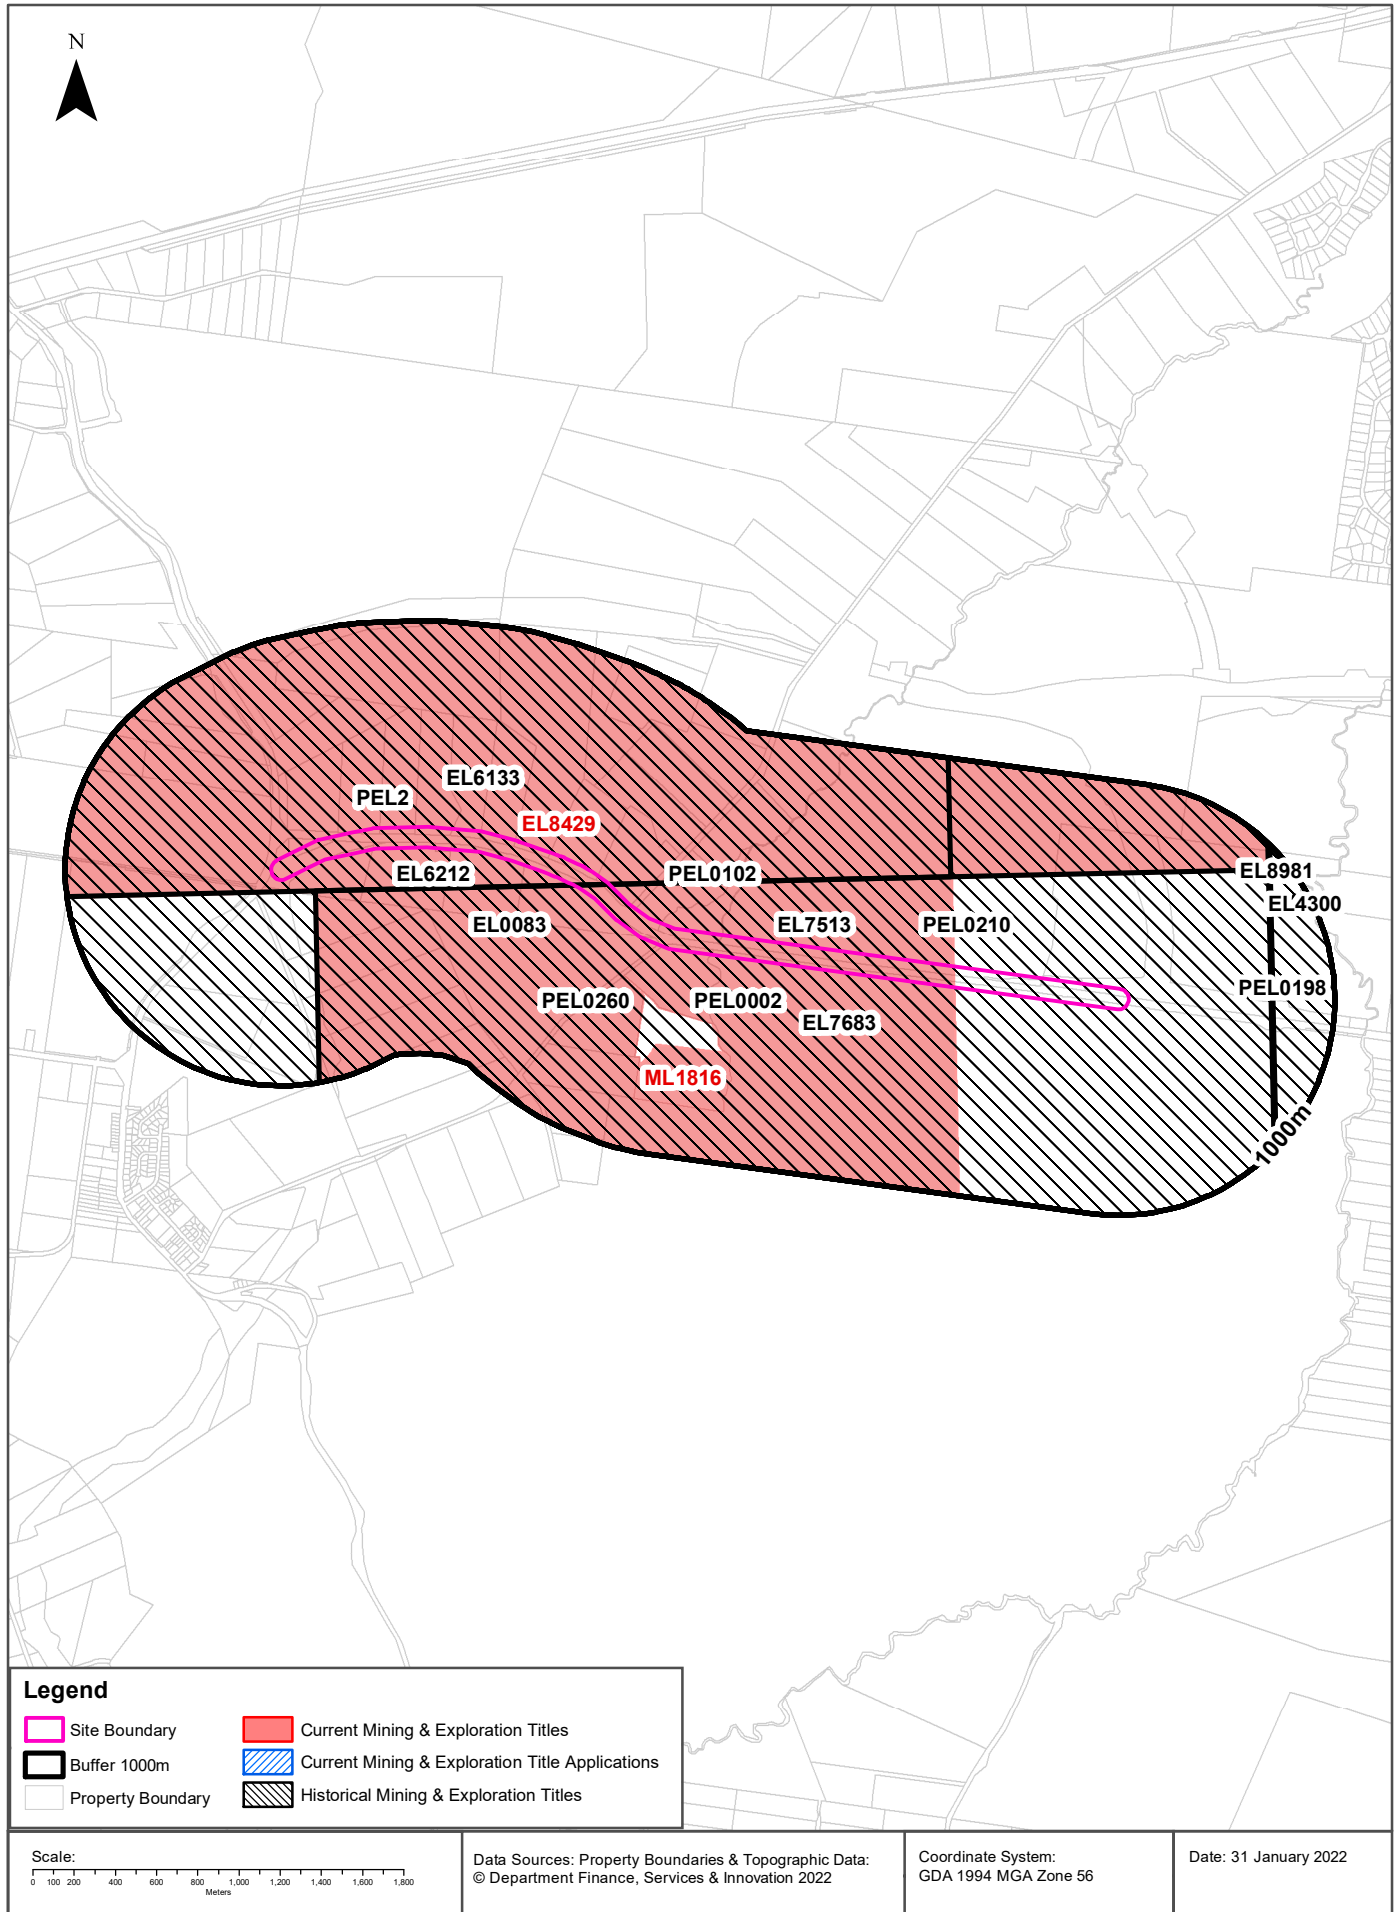 N
EL6133
PEL2
EL8429
EL6212
PEL0102
EL8981
EL4300
EL0083
EL7513
PEL0210
PEL0198
PEL0260
PEL0002
EL7683
ML1816
1000m
Legend
Site Boundary
Buffer 1000m
Property Boundary
Current Mining & Exploration Titles
Current Mining & Exploration Title Applications
Historical Mining & Exploration Titles
Scale:
0 100 200 400 600 800 1,000 1,200 1,400 1,600 1,800
Meters
Data Sources: Property Boundaries & Topographic Data:
© Department Finance, Services & Innovation 2022
Coordinate System:
GDA 1994 MGA Zone 56
Date: 31 January 2022